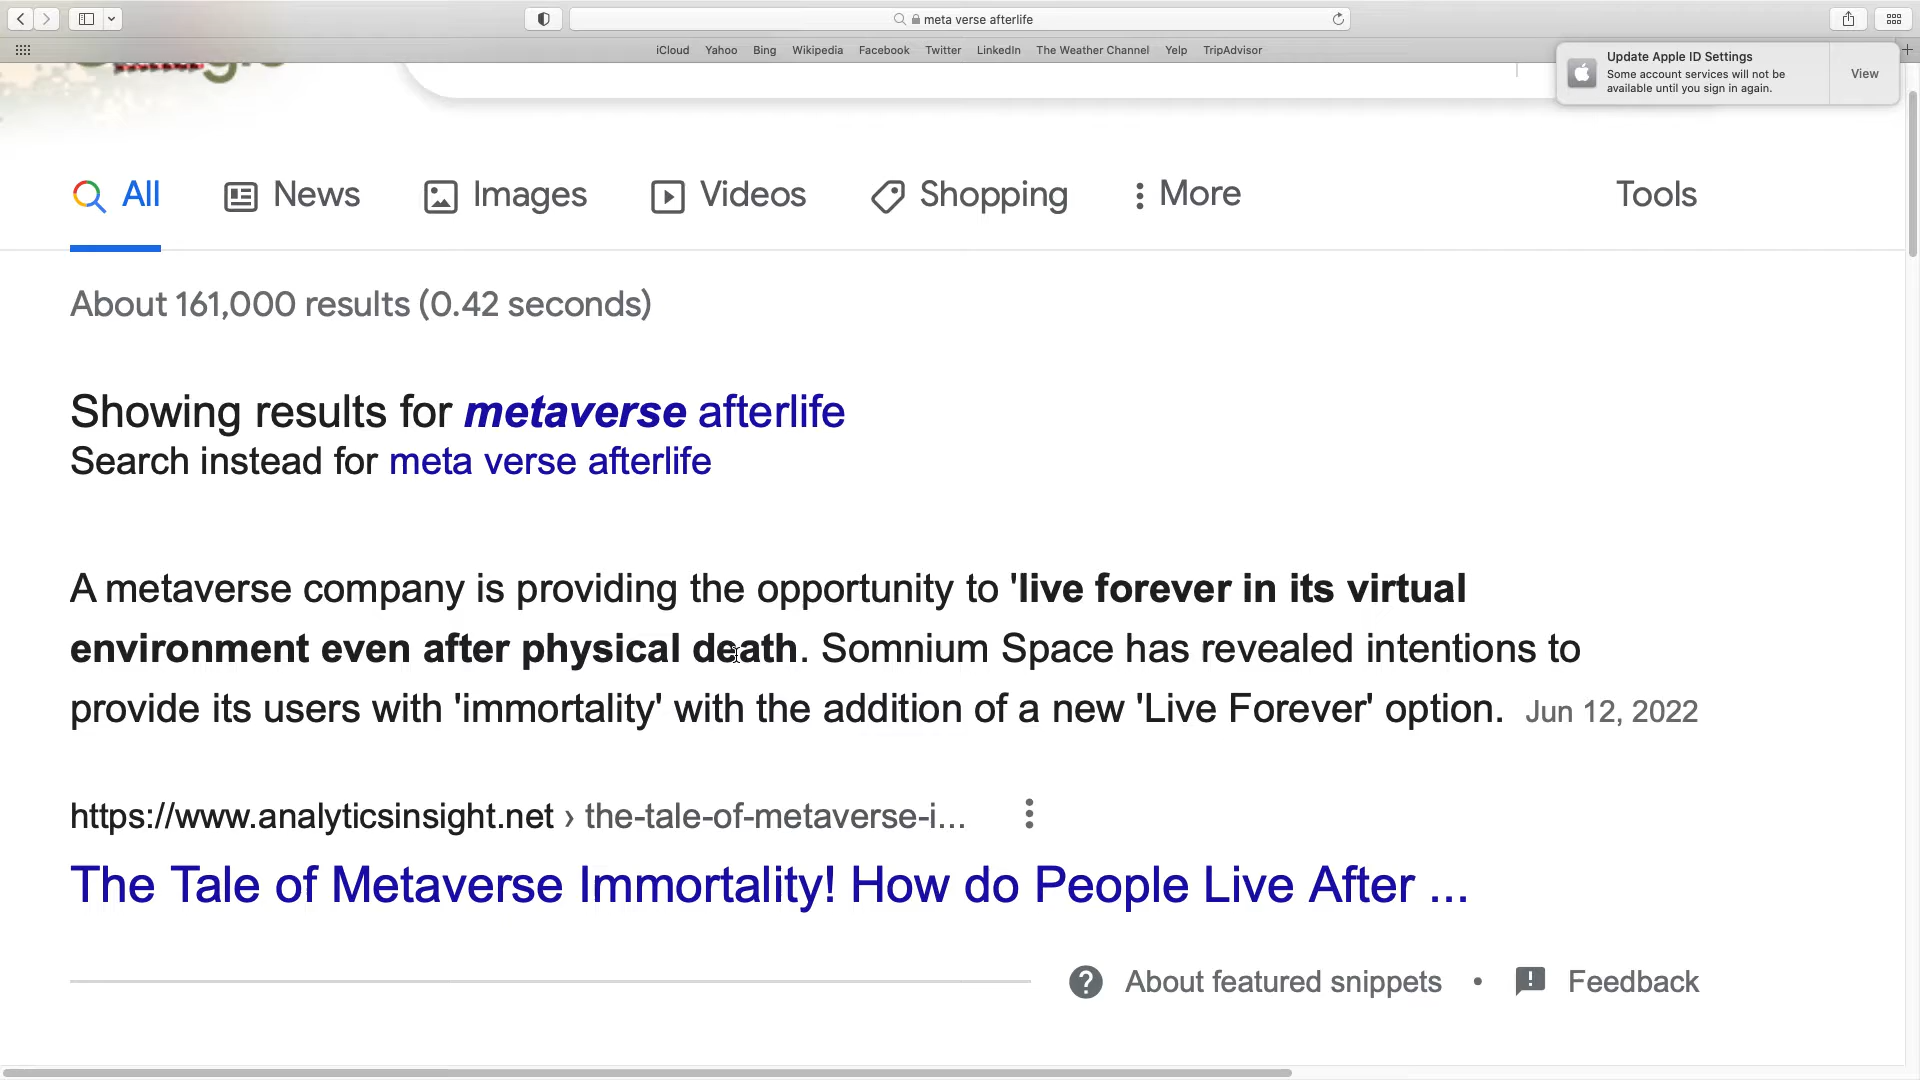 meta verse afterlife
iCloud Yahoo Bing Wikipedia Facebook Twitter LinkedIn The Weather Channel Yelp TripAdvisor
Update Apple ID Settings
Some account services will not be
available until you sign in again.
View
All News Images Videos Shopping More Tools
About 161,000 results (0.42 seconds)
Showing results for metaverse afterlife
Search instead for meta verse afterlife
A metaverse company is providing the opportunity to 'live forever in its virtual
environment even after physical death. Somnium Space has revealed intentions to
provide its users with 'immortality' with the addition of a new 'Live Forever' option. Jun 12, 2022
https://www.analyticsinsight.net › the-tale-of-metaverse-i...
The Tale of Metaverse Immortality! How do People Live After ...
About featured snippets • Feedback